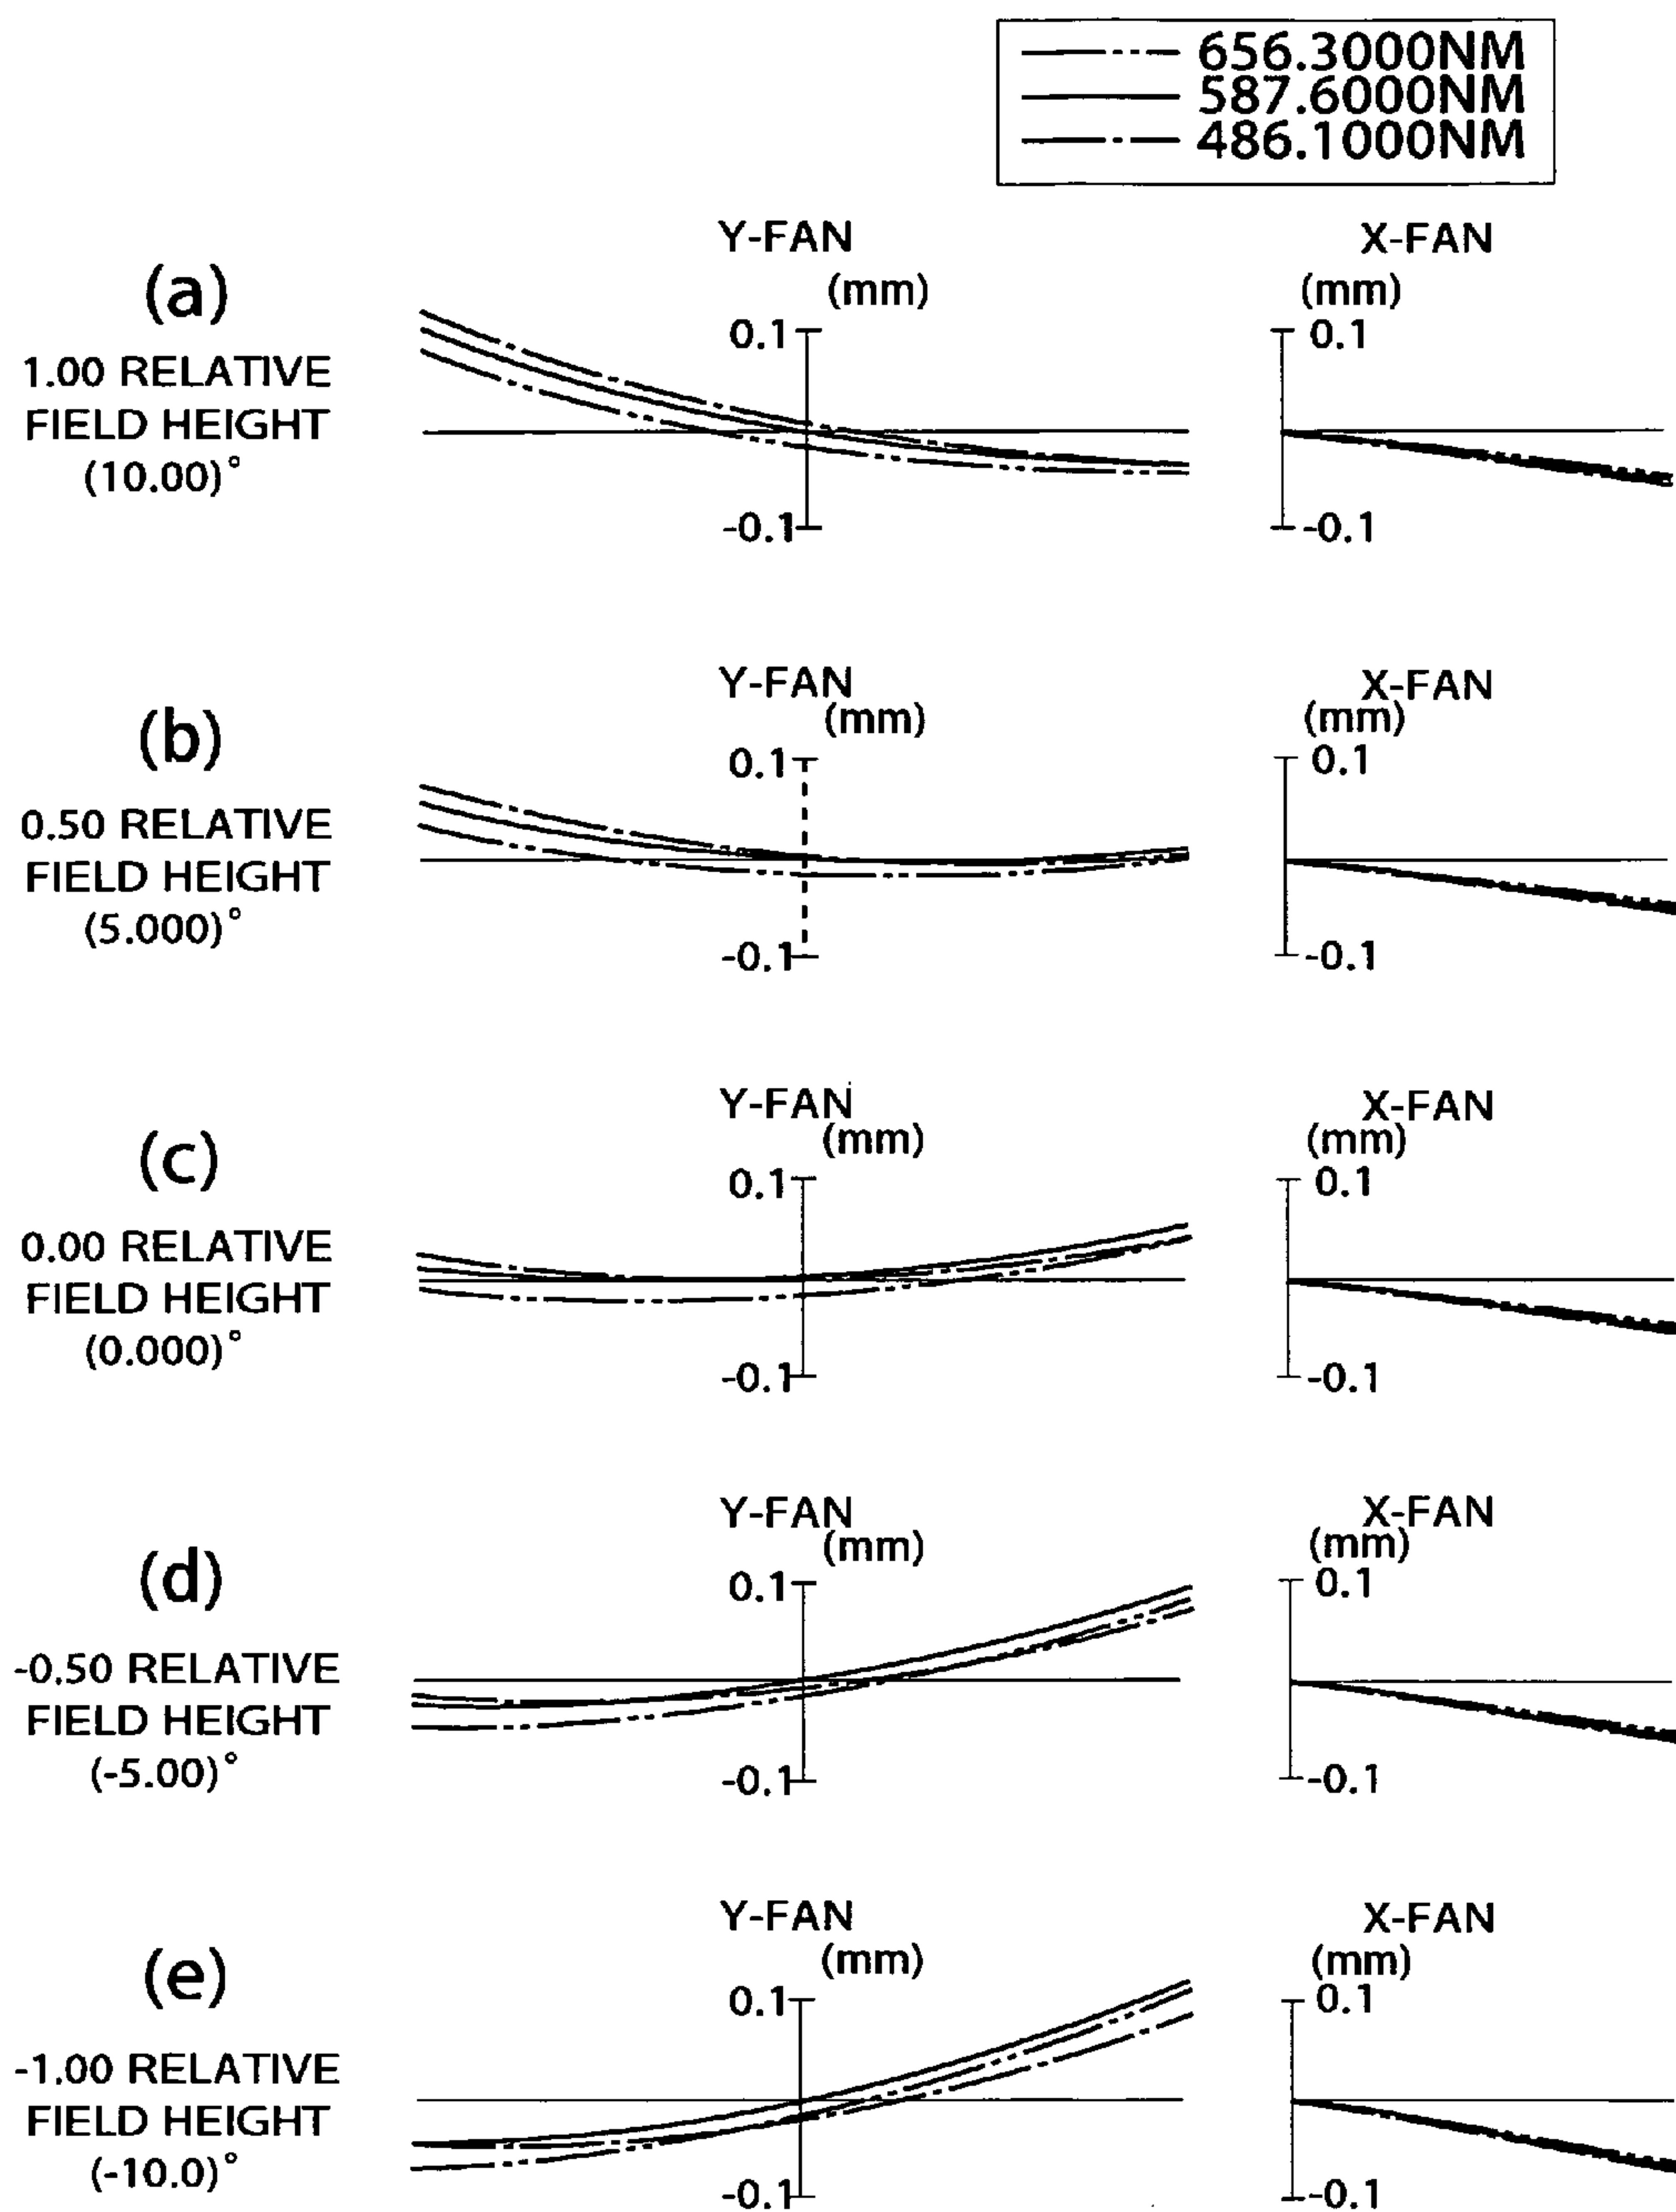 656.3000NM
587.6000NM
486.1000NM
Y-FAN
X-FAN
(a)
(mm)
(mm)
0.1
0.1
1.00 RELATIVE
FIELD HEIGHT
(10.00)°
-0.1
-0.1
Y-FAN
X-FAN
(b)
(mm)
(mm)
0.1
0.1
0.50 RELATIVE
FIELD HEIGHT
(5.000)°
-0.1
-0.1
Y-FAN
X-FAN
(c)
(mm)
(mm)
0.1
0.1
0.00 RELATIVE
FIELD HEIGHT
(0.000)°
-0.1
-0.1
Y-FAN
X-FAN
(d)
(mm)
(mm)
0.1
0.1
-0.50 RELATIVE
FIELD HEIGHT
(-5.00)°
-0.1
-0.1
Y-FAN
X-FAN
(e)
(mm)
(mm)
0.1
0.1
-1.00 RELATIVE
FIELD HEIGHT
(-10.0)°
-0.1
-0.1